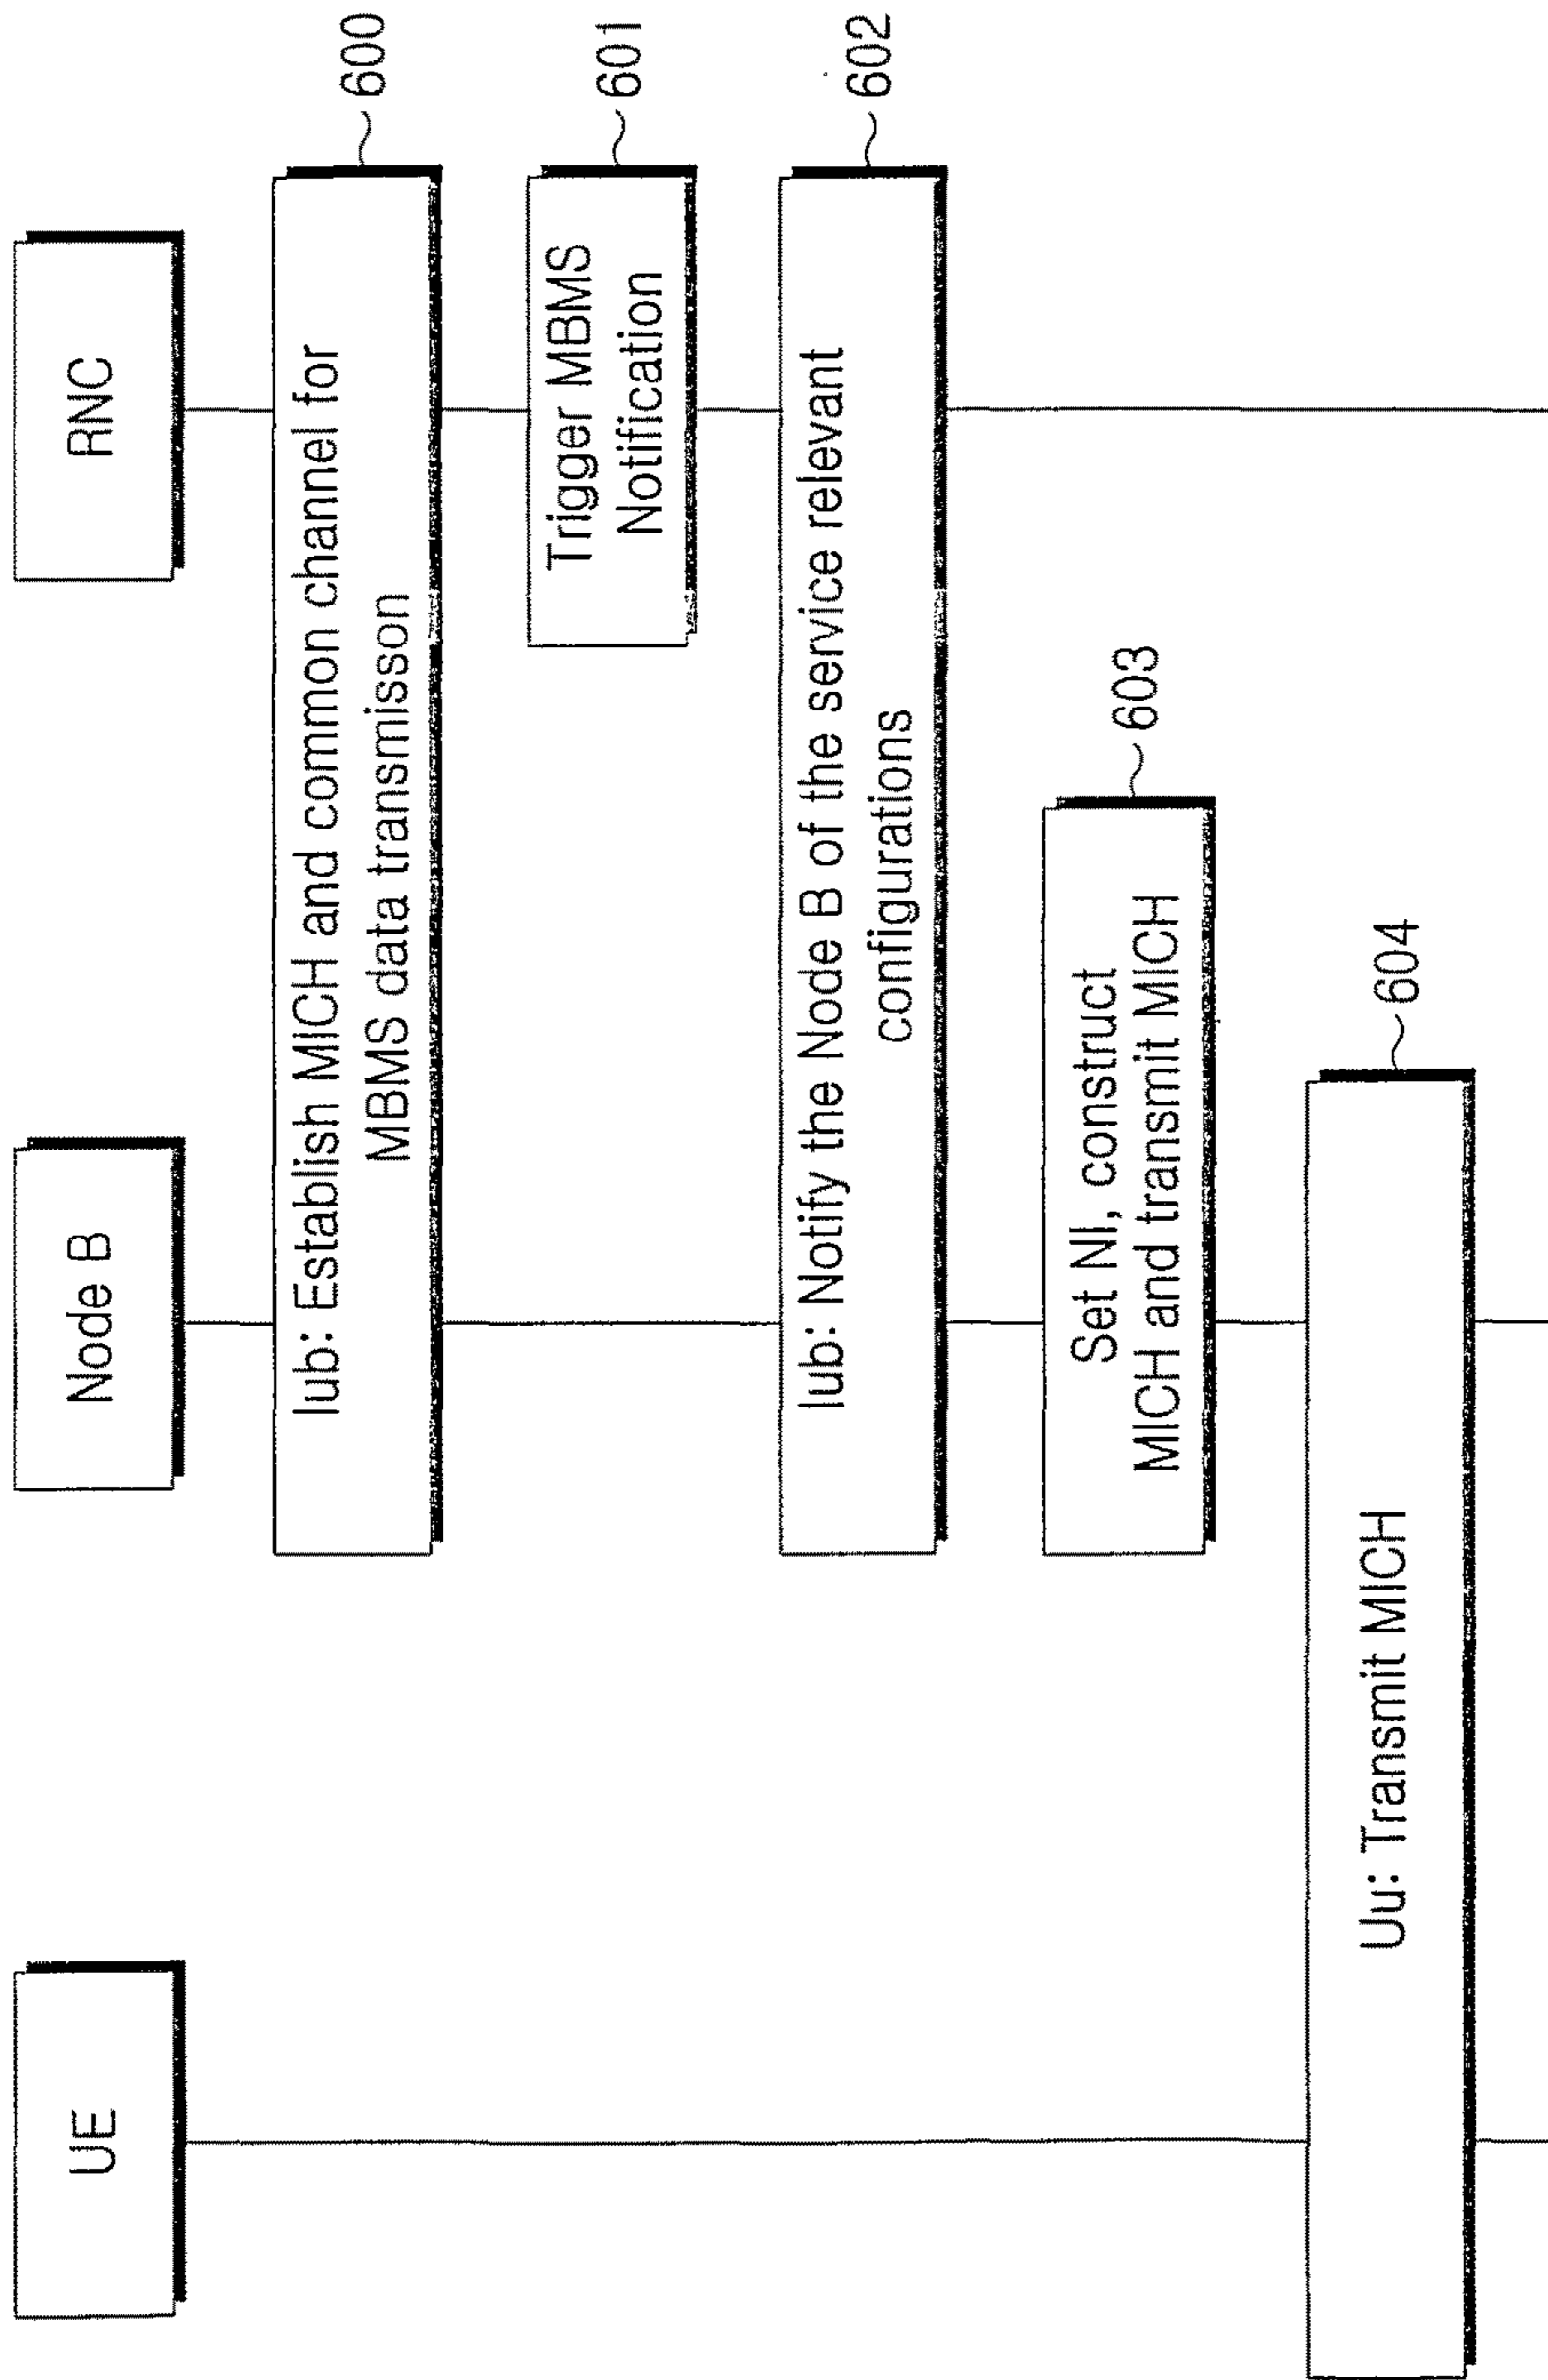 UE
Node B
RNC
Iub: Establish MICH and common channel for
MBMS data transmisson
600
Trigger MBMS
Notification
601
Iub: Notify the Node B of the service relevant
configurations
602
Set NI, construct
MICH and transmit MICH
603
Uu: Transmit MICH
604